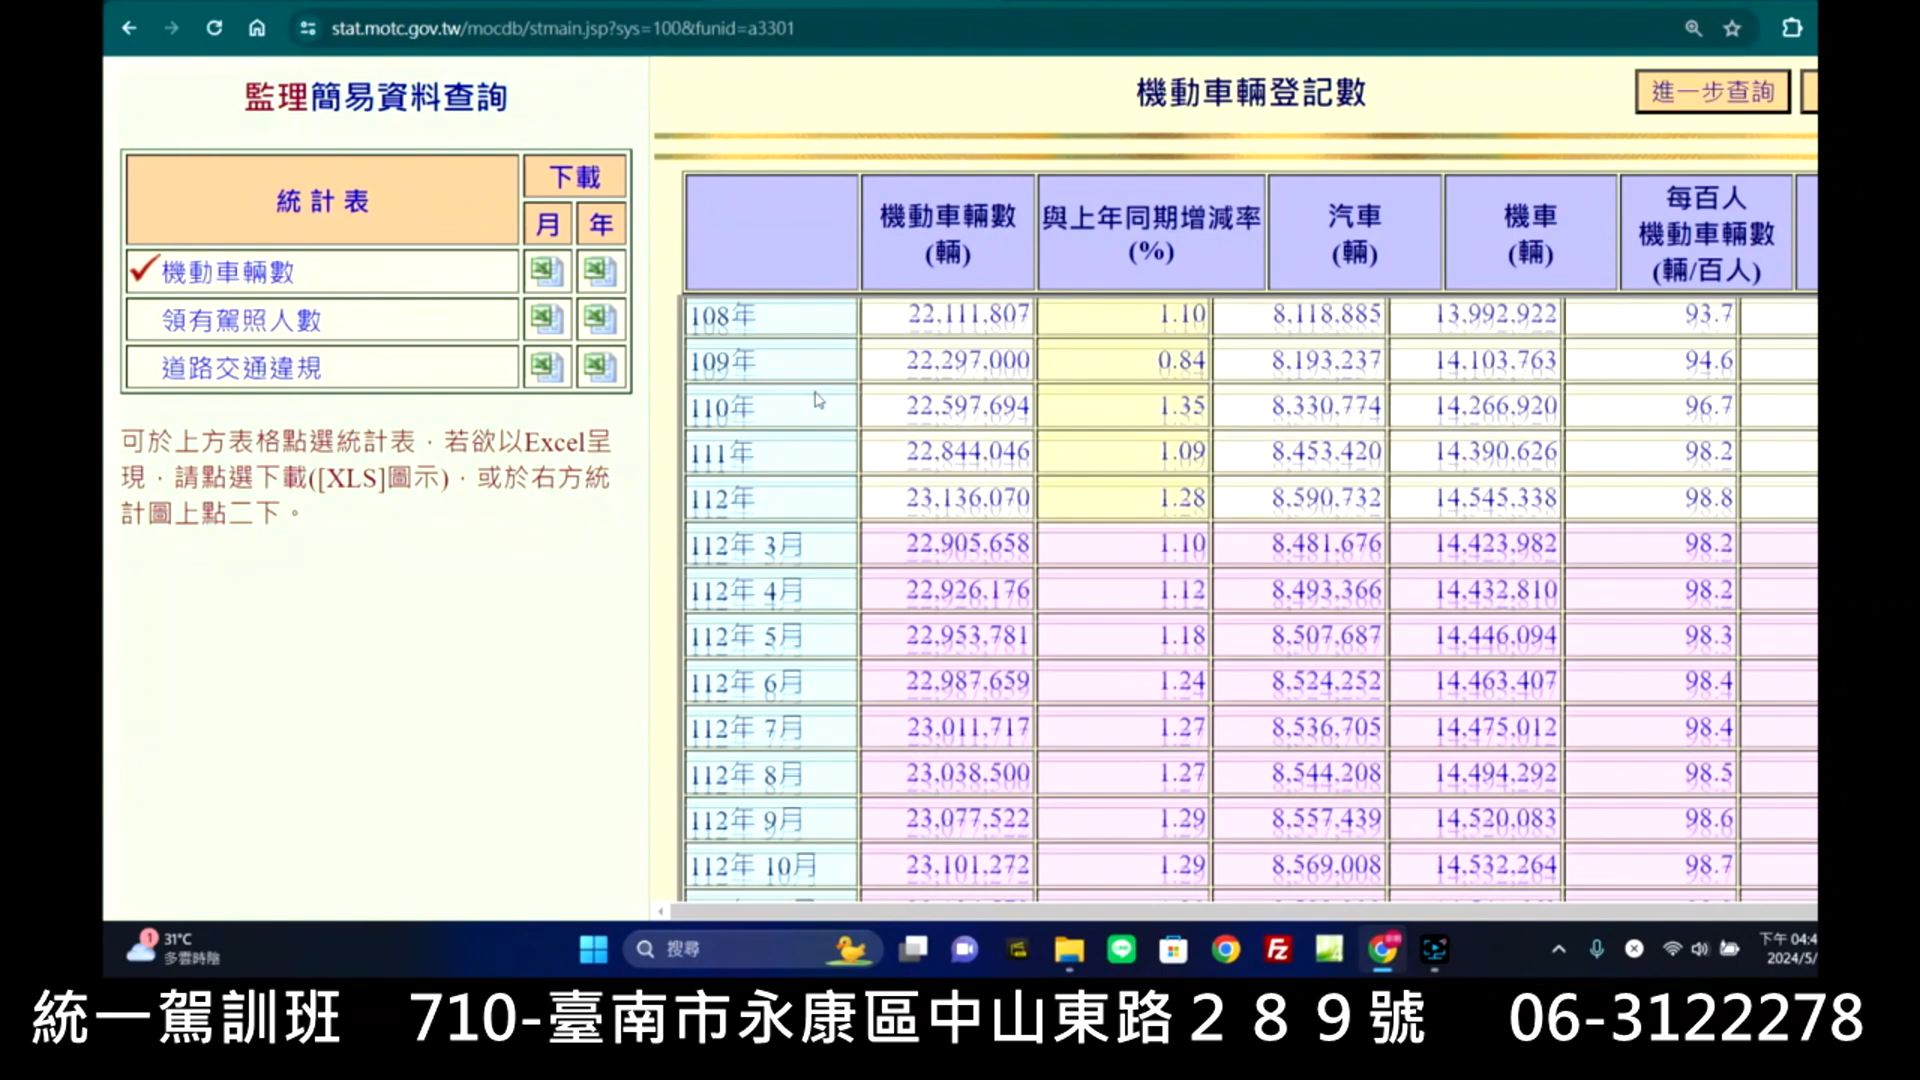 stat.motc.gov.tw/mocdb/stmain.jsp?sys=100&funid=a3301
監理簡易資料查詢
統計表 下載
月 年
機動車輛數
領有駕照人數
道路交通違規
可於上方表格點選統計表，若欲以Excel呈
現，請點選下載([XLS]圖示)，或於右方統
計圖上點二下。
機動車輛登記數 進一步查詢
機動車輛數
(輛)
與上年同期增減率
(%)
汽車
(輛)
機車
(輛)
每百人
機動車輛數
(輛/百人)
108年 22,111,807 1.10 8,118,885 13,992,922 93.7
109年 22,297,000 0.84 8,193,237 14,103,763 94.6
110年 22,597,694 1.35 8,330,774 14,266,920 96.7
111年 22,844,046 1.09 8,453,420 14,390,626 98.2
112年 23,136,070 1.28 8,590,732 14,545,338 98.8
112年 3月 22,905,658 1.10 8,481,676 14,423,982 98.2
112年 4月 22,926,176 1.12 8,493,366 14,432,810 98.2
112年 5月 22,953,781 1.18 8,507,687 14,446,094 98.3
112年 6月 22,987,659 1.24 8,524,252 14,463,407 98.4
112年 7月 23,011,717 1.27 8,536,705 14,475,012 98.4
112年 8月 23,038,500 1.27 8,544,208 14,494,292 98.5
112年 9月 23,077,522 1.29 8,557,439 14,520,083 98.6
112年 10月 23,101,272 1.29 8,569,008 14,532,264 98.7
1 31°C
多雲時陰
搜尋
下午 04:4
2024/5/
統一駕訓班 710-臺南市永康區中山東路２８９號 06-3122278